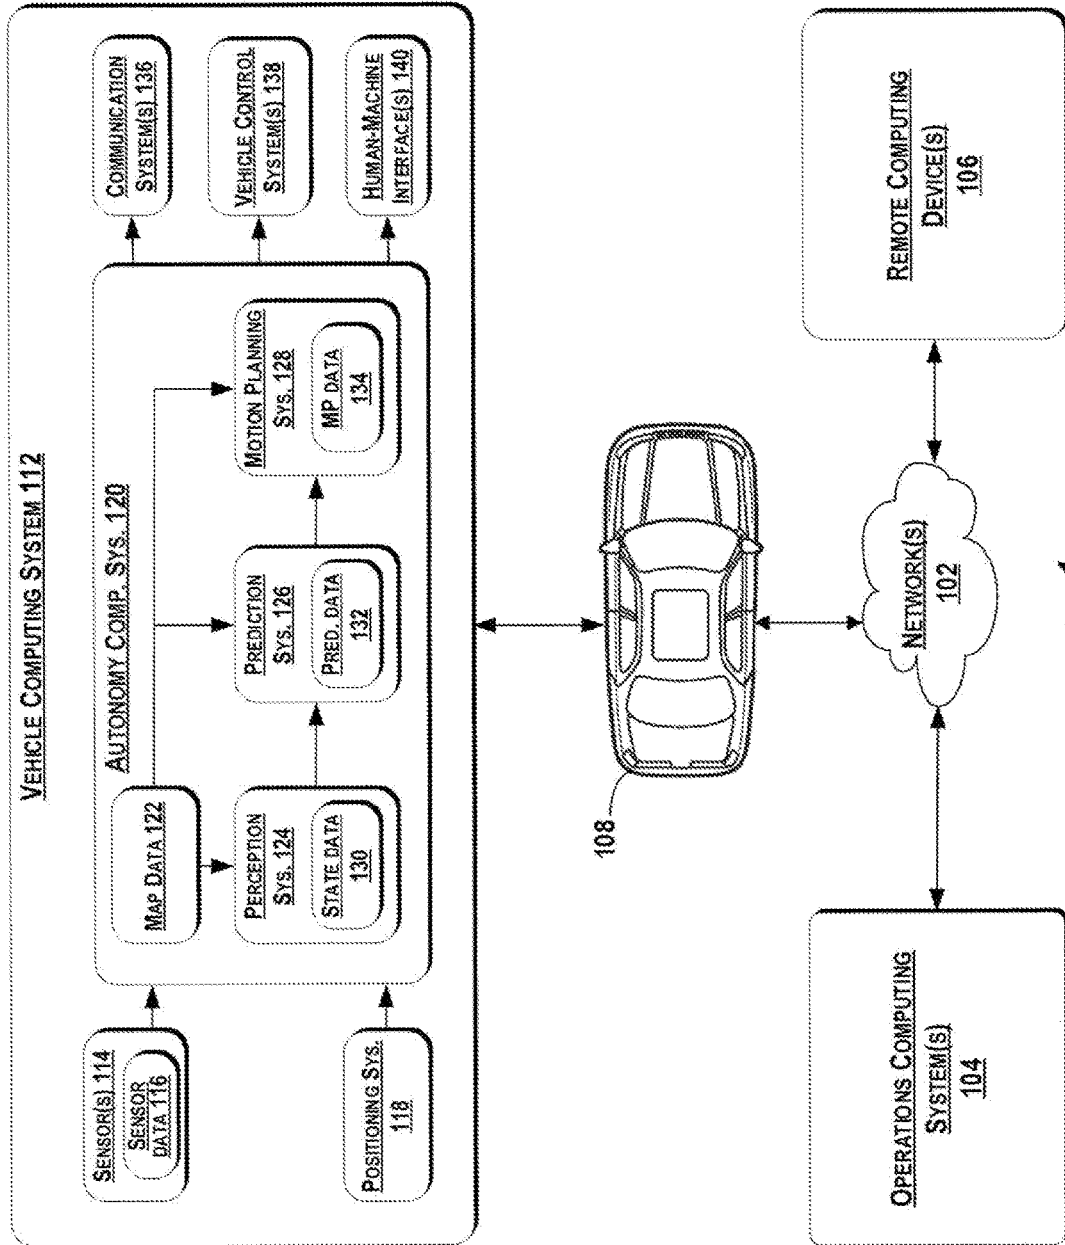 VEHICLE COMPUTING SYSTEM 112
SENSOR(S) 114
SENSOR
DATA 116
POSITIONING SYS.
118
AUTONOMY COMP. SYS. 120
MAP DATA 122
PERCEPTION
SYS. 124
STATE DATA
130
PREDICTION
SYS. 126
PRED. DATA
132
MOTION PLANNING
SYS. 128
MP DATA
134
COMMUNICATION
SYSTEM(S) 136
VEHICLE CONTROL
SYSTEM(S) 138
HUMAN-MACHINE
INTERFACE(S) 140
108
OPERATIONS COMPUTING
SYSTEM(S)
104
NETWORK(S)
102
REMOTE COMPUTING
DEVICE(S)
106